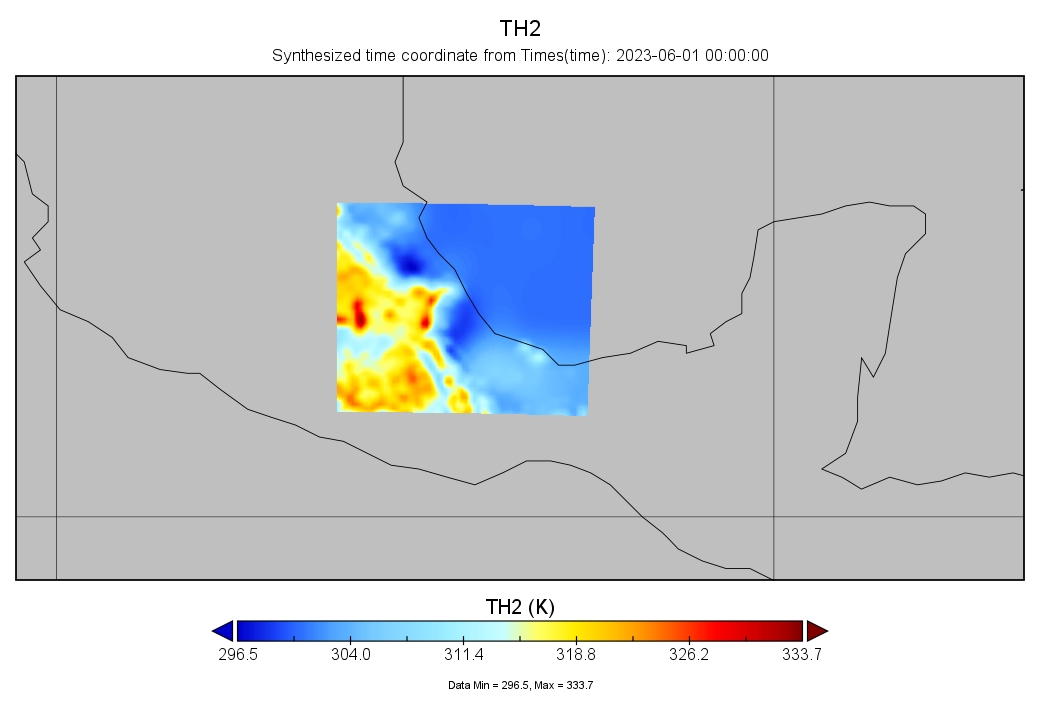 TH2
Synthesized time coordinate from Times(time): 2023-06-01 00:00:00
TH2 (K)
296.5 304.0 311.4 318.8 326.2 333.7
Data Min = 296.5, Max = 333.7